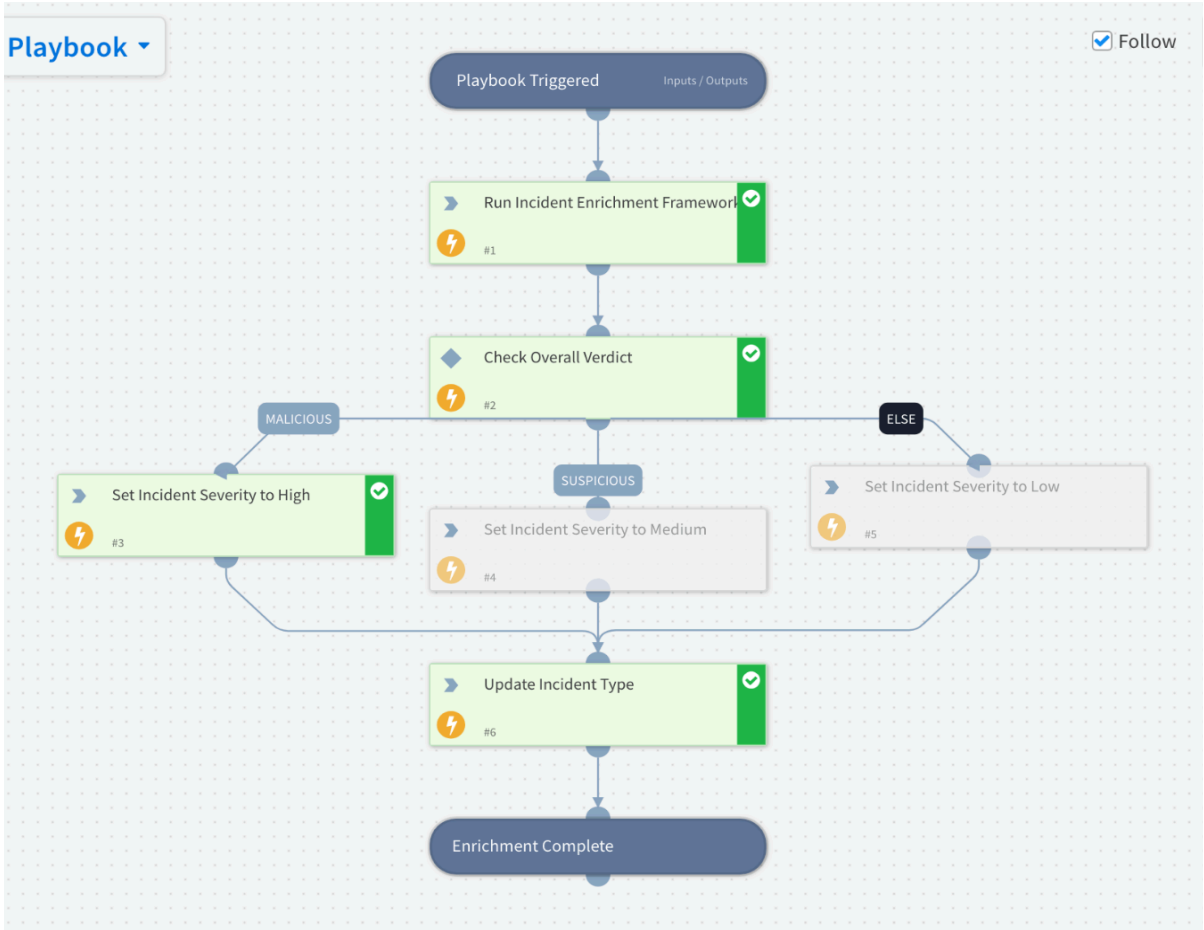 Playbook
Follow
Playbook Triggered Inputs / Outputs
Run Incident Enrichment Framework
#1
Check Overall Verdict
#2
MALICIOUS
ELSE
SUSPICIOUS
Set Incident Severity to High
#3
Set Incident Severity to Medium
#4
Set Incident Severity to Low
#5
Update Incident Type
#6
Enrichment Complete